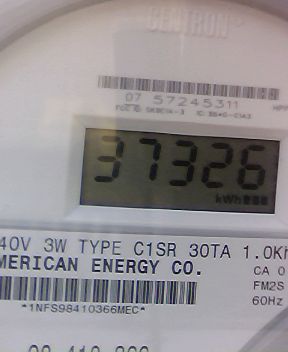 CENTRON
07 57245311
37326
kWh
40V 3W TYPE C1SR 30TA 1.0Kh
MERICAN ENERGY CO.
CA 0
FM2S
60Hz
*1NFS98410366MEC*